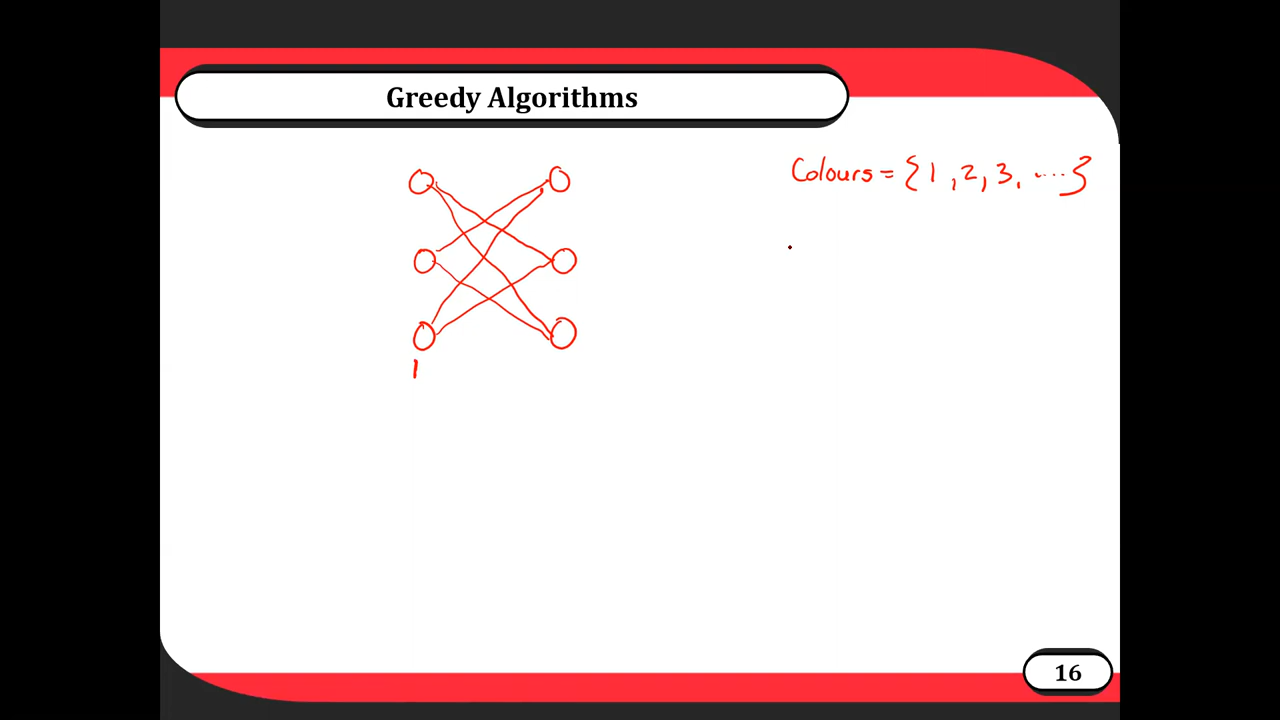 Greedy Algorithms
Colours = {1, 2, 3, ....}
1
16